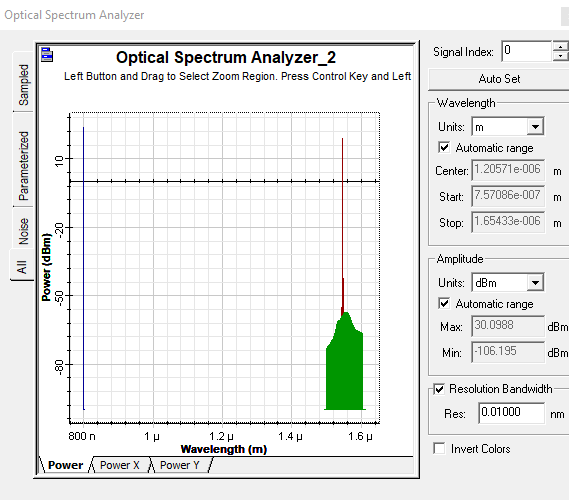 Optical Spectrum Analyzer
Optical Spectrum Analyzer_2
Left Button and Drag to Select Zoom Region. Press Control Key and Left
Sampled
Parameterized
Noise
All
Power (dBm)
10
-20
-50
-80
800 n
1 µ
1.2 µ
1.4 µ
1.6 µ
Wavelength (m)
Power
Power X
Power Y
Signal Index: 0
Auto Set
Wavelength
Units: m
Automatic range
Center: 1.20571e-006 m
Start: 7.57086e-007 m
Stop: 1.65433e-006 m
Amplitude
Units: dBm
Automatic range
Max: 30.0988 dBm
Min: -106.195 dBm
Resolution Bandwidth
Res: 0.01000 nm
Invert Colors